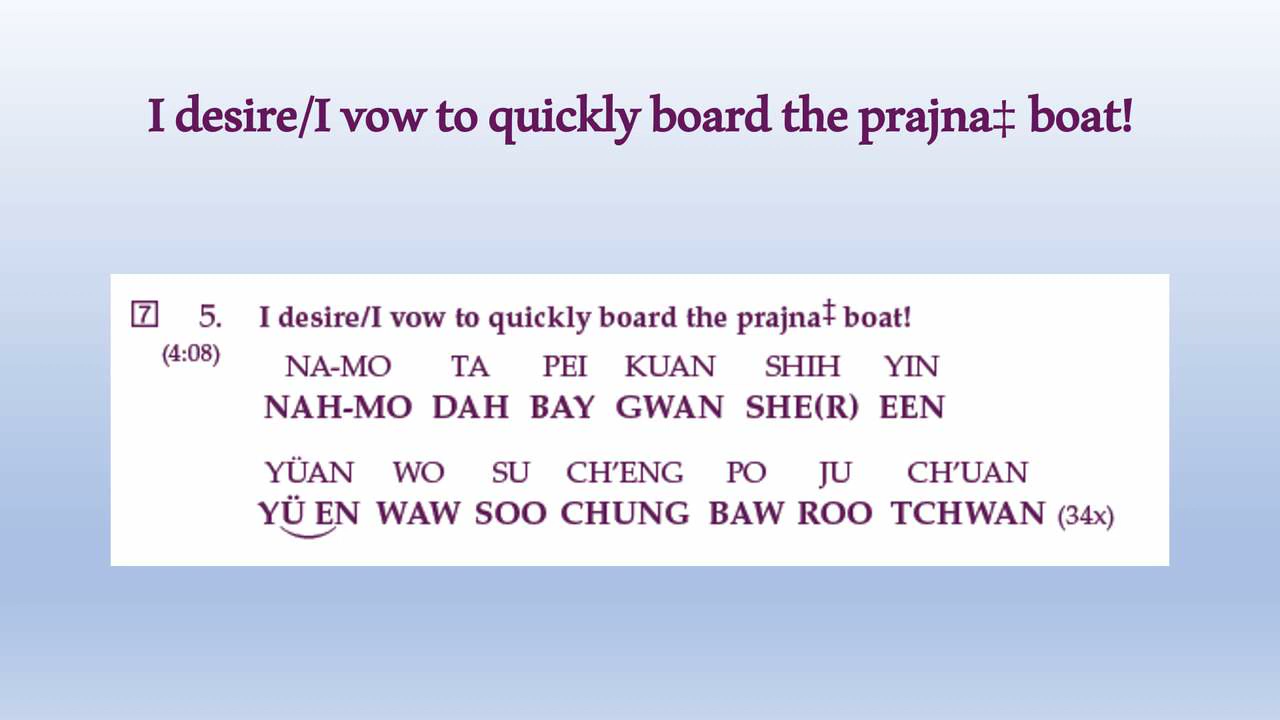 I desire/I vow to quickly board the prajna‡ boat!
7 5. I desire/I vow to quickly board the prajna‡ boat!
(4:08)
NA-MO TA PEI KUAN SHIH YIN
NAH-MO DAH BAY GWAN SHE(R) EEN
YÜAN WO SU CH’ENG PO JU CH’UAN
YÜ EN WAW SOO CHUNG BAW ROO TCHWAN (34x)